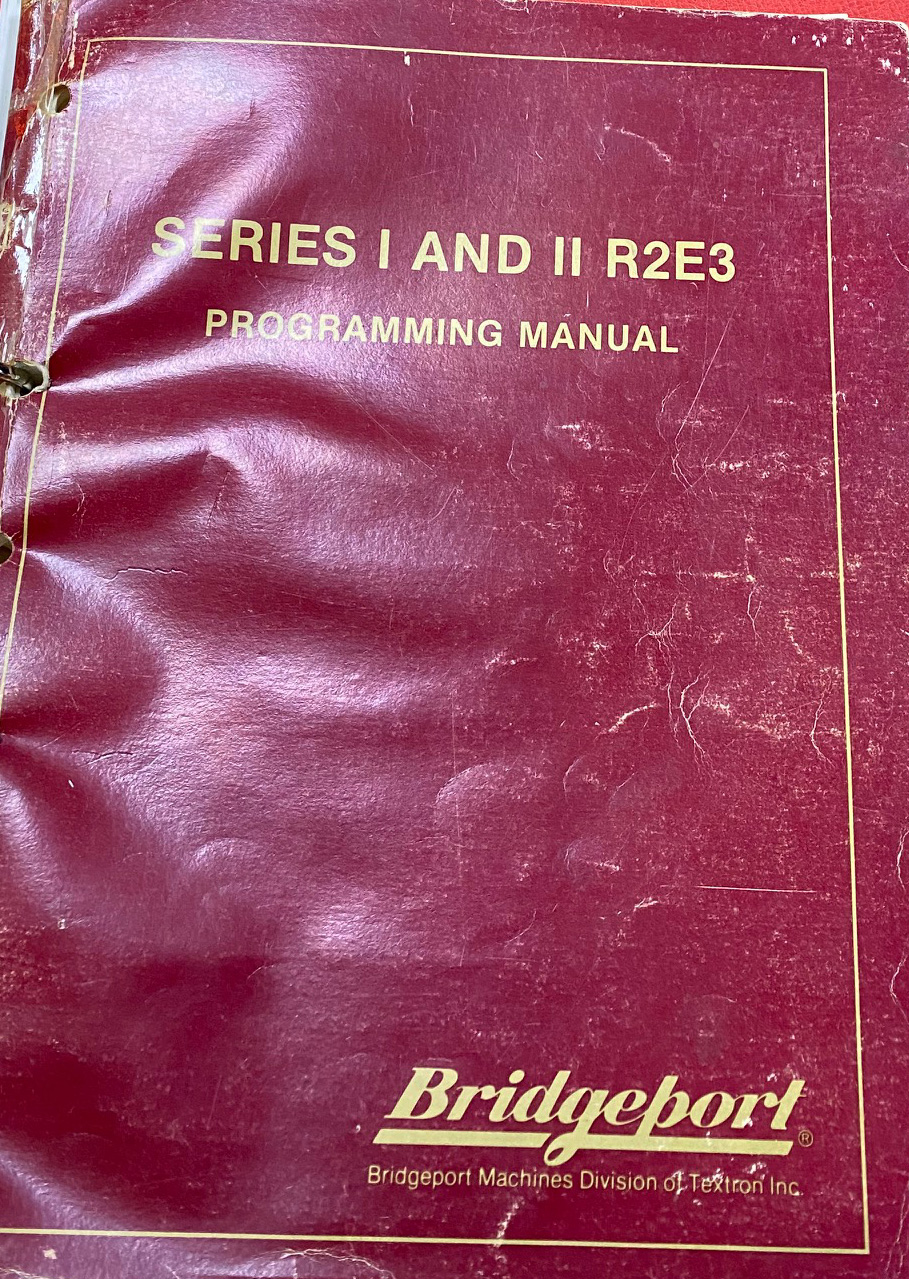 SERIES I AND II R2E3
PROGRAMMING MANUAL
Bridgeport®
Bridgeport Machines Division of Textron Inc.